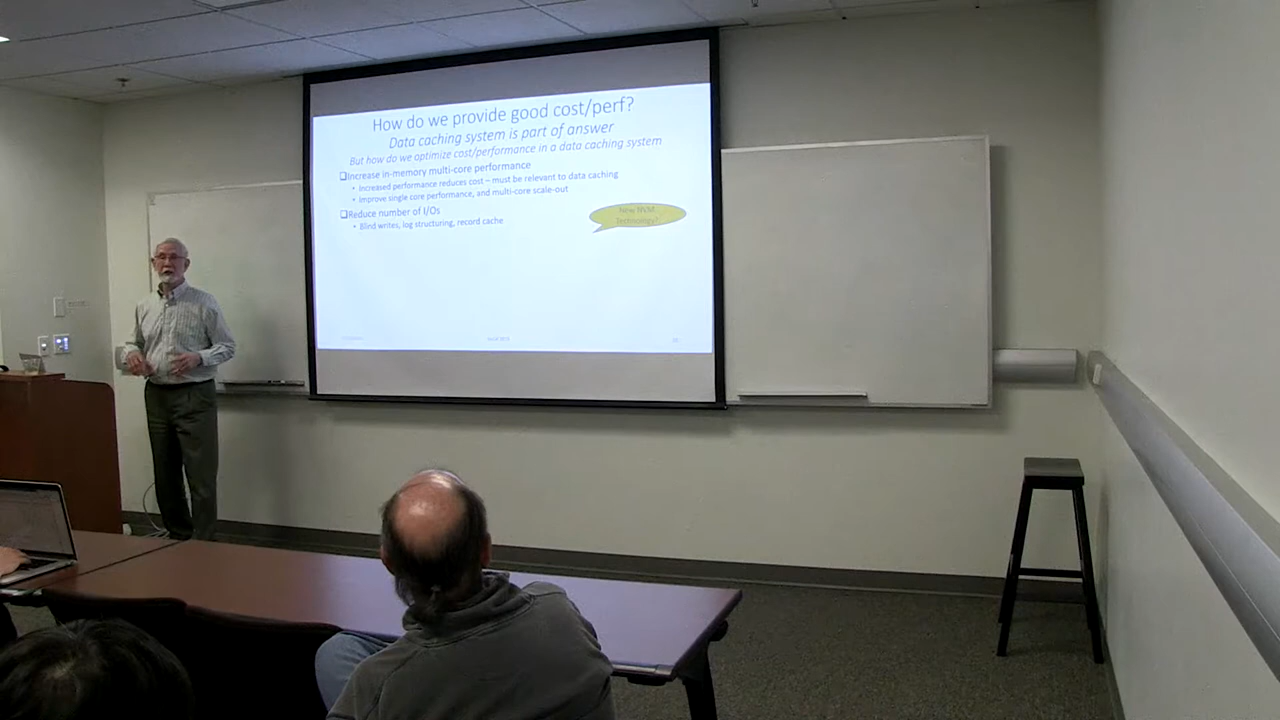 How do we provide good cost/perf?
Data caching system is part of answer
But how do we optimize cost/performance in a data caching system
Increase in-memory multi-core performance
• Increased performance reduces cost – must be relevant to data caching
• Improve single core performance, and multi-core scale-out
Reduce number of I/Os
• Blind writes, log structuring, record cache
New NVM
Technology?